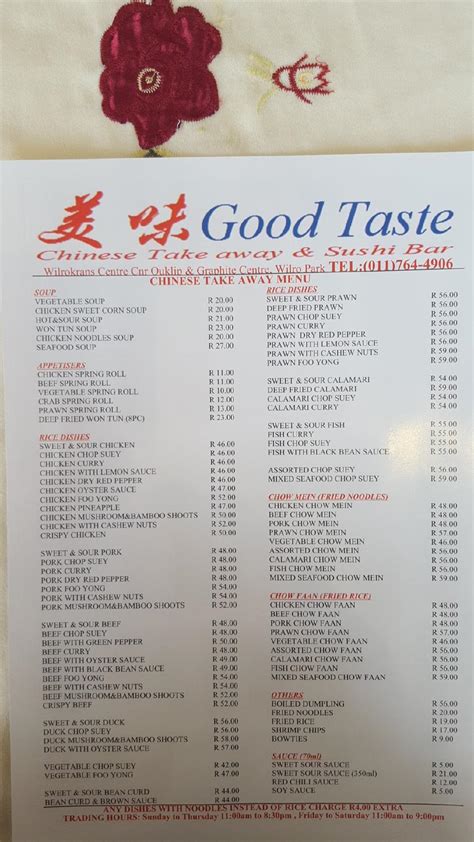 美味 Good Taste
Chinese Take away & Sushi Bar
Wilrokrans Centre Cnr Ouklin & Graphite Centre, Wilro Park TEL:(011)764-4906
CHINESE TAKE AWAY MENU
SOUP
VEGETABLE SOUP R 20.00
CHICKEN SWEET CORN SOUP R 20.00
HOT&SOUR SOUP
WON TUN SOUP R 20.00
CHICKEN NOODLES SOUP R 20.00
SEAFOOD SOUP R 27.00
APPETISERS
CHICKEN SPRING ROLL R 11.00
BEEF SPRING ROLL R 11.00
VEGETABLE SPRING ROLL R 10.00
CRAB SPRING ROLL R 12.00
PRAWN SPRING ROLL R 13.00
DEEP FRIED WON TUN (8PC) R 23.00
RICE DISHES
SWEET & SOUR CHICKEN R 46.00
CHICKEN CHOP SUEY R 46.00
CHICKEN CURRY R 46.00
CHICKEN WITH LEMON SAUCE R 46.00
CHICKEN DRY RED PEPPER R 46.00
CHICKEN OYSTER SAUCE R 47.00
CHICKEN FOO YONG R 52.00
CHICKEN PINEAPPLE R 47.00
CHICKEN MUSHROOM&BAMBOO SHOOTS R 50.00
CHICKEN WITH CASHEW NUTS R 52.00
CRISPY CHICKEN R 50.00
SWEET & SOUR PORK R 48.00
PORK CHOP SUEY R 48.00
PORK CURRY R 48.00
PORK DRY RED PEPPER R 48.00
PORK FOO YONG
PORK WITH CASHEW NUTS R 54.00
PORK MUSHROOM&BAMBOO SHOOTS R 52.00
SWEET & SOUR BEEF R 48.00
BEEF CHOP SUEY R 48.00
BEEF WITH GREEN PEPPER R 50.00
BEEF CURRY R 48.00
BEEF WITH OYSTER SAUCE R 49.00
BEEF WITH BLACK BEAN SAUCE R 49.00
BEEF FOO YONG R 54.00
BEEF WITH CASHEW NUTS R 54.00
BEEF MUSHROOM&BAMBOO SHOOTS R 52.00
CRISPY BEEF R 52.00
SWEET & SOUR DUCK R 56.00
DUCK CHOP SUEY R 56.00
DUCK MUSHROOM&BAMBOO SHOOTS R 58.00
DUCK WITH OYSTER SAUCE R 57.00
VEGETABLE CHOP SUEY R 42.00
VEGETABLE FOO YONG R 47.00
SWEET & SOUR BEAN CURD R 44.00
BEAN CURD & BROWN SAUCE R 44.00
RICE DISHES
SWEET & SOUR PRAWN R 56.00
DEEP FRIED PRAWN R 56.00
PRAWN CHOP SUEY R 56.00
PRAWN CURRY R 56.00
PRAWN DRY RED PEPPER R 56.00
PRAWN WITH LEMON SAUCE R 56.00
PRAWN WITH CASHEW NUTS
PRAWN FOO YONG
SWEET & SOUR CALAMARI R 54.00
DEEP FRIED CALAMARI R 54.00
CALAMARI CHOP SUEY R 54.00
CALAMARI CURRY R 54.00
SWEET & SOUR FISH R 55.00
FISH CURRY R 55.00
FISH CHOP SUEY R 55.00
FISH WITH BLACK BEAN SAUCE R 55.00
ASSORTED CHOP SUEY R 56.00
MIXED SEAFOOD CHOP SUEY R 59.00
CHOW MEIN (FRIED NOODLES)
CHICKEN CHOW MEIN R 48.00
BEEF CHOW MEIN R 48.00
PORK CHOW MEIN R 48.00
PRAWN CHOW MEIN R 57.00
VEGETABLE CHOW MEIN R 46.00
ASSORTED CHOW MEIN R 56.00
CALAMARI CHOW MEIN R 56.00
FISH CHOW MEIN R 56.00
MIXED SEAFOOD CHOW MEIN R 59.00
CHOW FAAN (FRIED RICE)
CHICKEN CHOW FAAN R 48.00
BEEF CHOW FAAN R 48.00
PORK CHOW FAAN R 48.00
PRAWN CHOW FAAN R 57.00
VEGETABLE CHOW FAAN R 46.00
ASSORTED CHOW FAAN R 56.00
CALAMARI CHOW FAAN R 56.00
FISH CHOW FAAN R 56.00
MIXED SEAFOOD CHOW FAAN R 59.00
OTHERS
BOILED DUMPLING R 56.00
FRIED NOODLES R 20.00
FRIED RICE R 19.00
SHRIMP CHIPS R 17.00
BOWTIES R 9.00
SAUCE (70ml)
SWEET SOUR SAUCE R 5.00
SWEET SOUR SAUCE (350ml) R 21.00
RED CHILI SAUCE R 5.00
SOY SAUCE R 5.00
ANY DISHES WITH NOODLES INSTEAD OF RICE CHARGE R4.00 EXTRA
TRADING HOURS: Sunday to Thursday 11:00am to 8:30pm , Friday to Saturday 11:00am to 9:00pm